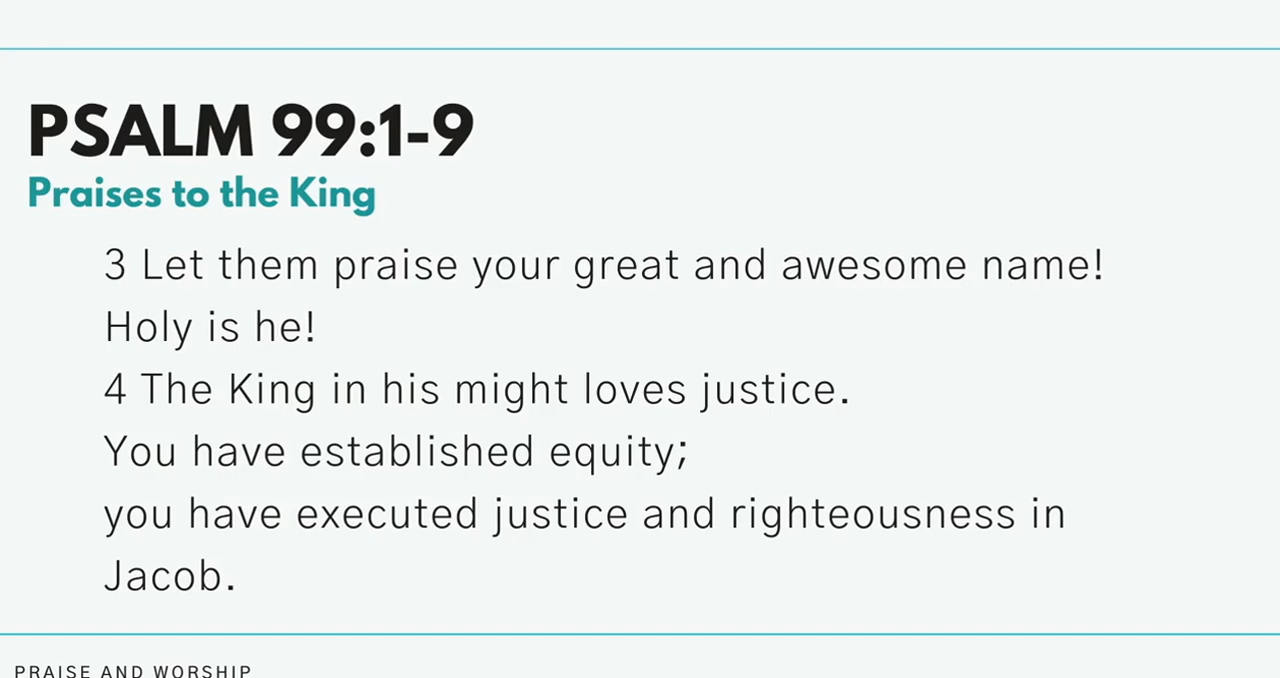 PSALM 99:1-9
Praises to the King
3 Let them praise your great and awesome name!
Holy is he!
4 The King in his might loves justice.
You have established equity;
you have executed justice and righteousness in
Jacob.
PRAISE AND WORSHIP